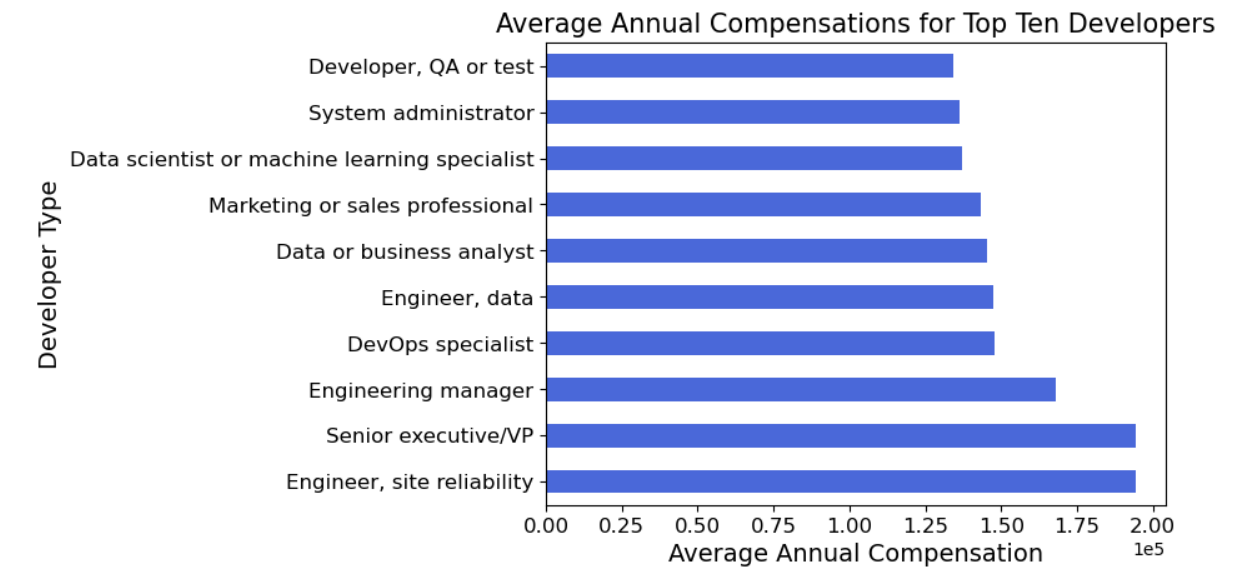 Average Annual Compensations for Top Ten Developers
Developer Type
Developer, QA or test
System administrator
Data scientist or machine learning specialist
Marketing or sales professional
Data or business analyst
Engineer, data
DevOps specialist
Engineering manager
Senior executive/VP
Engineer, site reliability
0.00 0.25 0.50 0.75 1.00 1.25 1.50 1.75 2.00
1e5
Average Annual Compensation